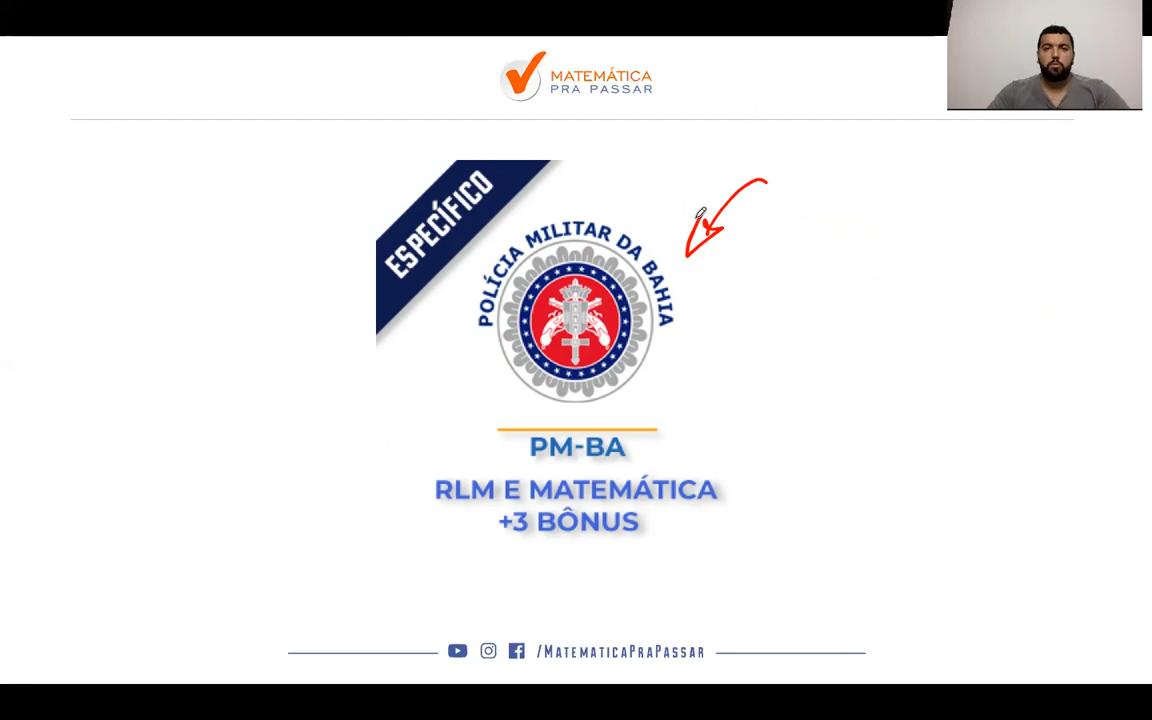 MATEMÁTICA
PRA PASSAR
ESPECÍFICO
POLÍCIA MILITAR DA BAHIA
PM-BA
RLM E MATEMÁTICA
+3 BÔNUS
/MATEMATICAPRAPASSAR